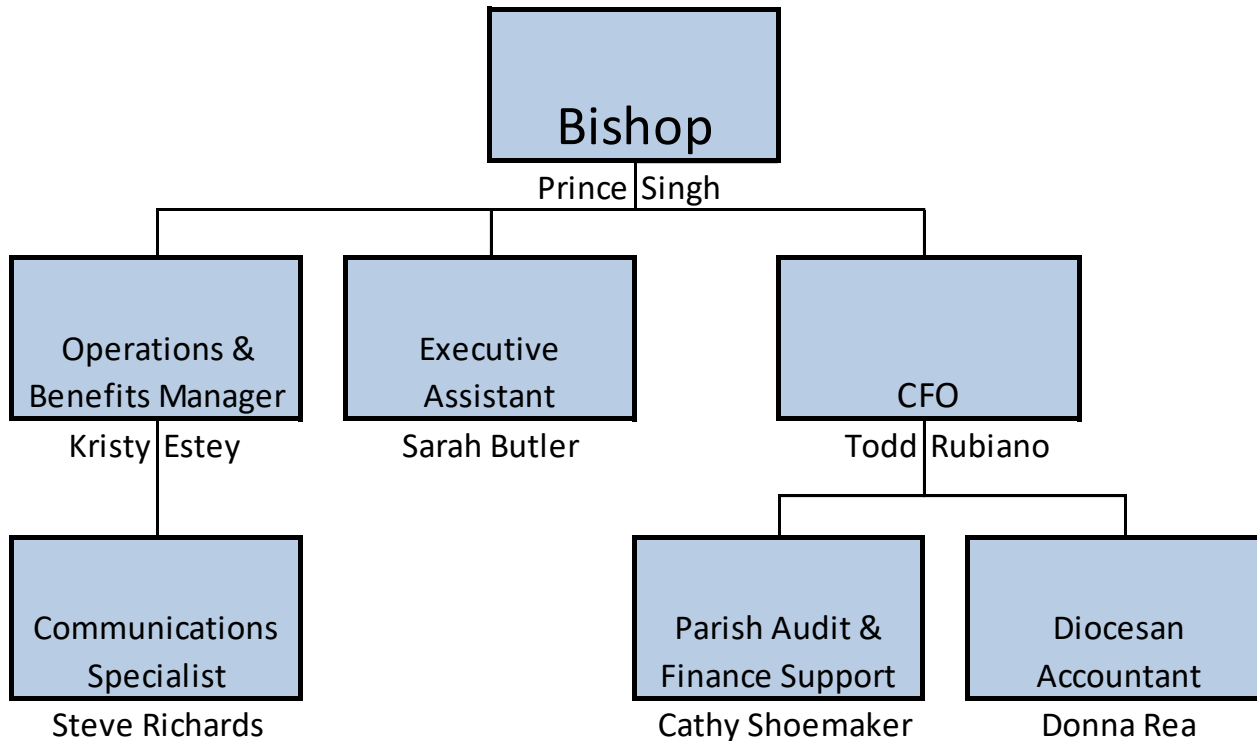 Bishop
Prince Singh
Operations &
Benefits Manager
Kristy Estey
Executive
Assistant
Sarah Butler
CFO
Todd Rubiano
Communications
Specialist
Steve Richards
Parish Audit &
Finance Support
Cathy Shoemaker
Diocesan
Accountant
Donna Rea